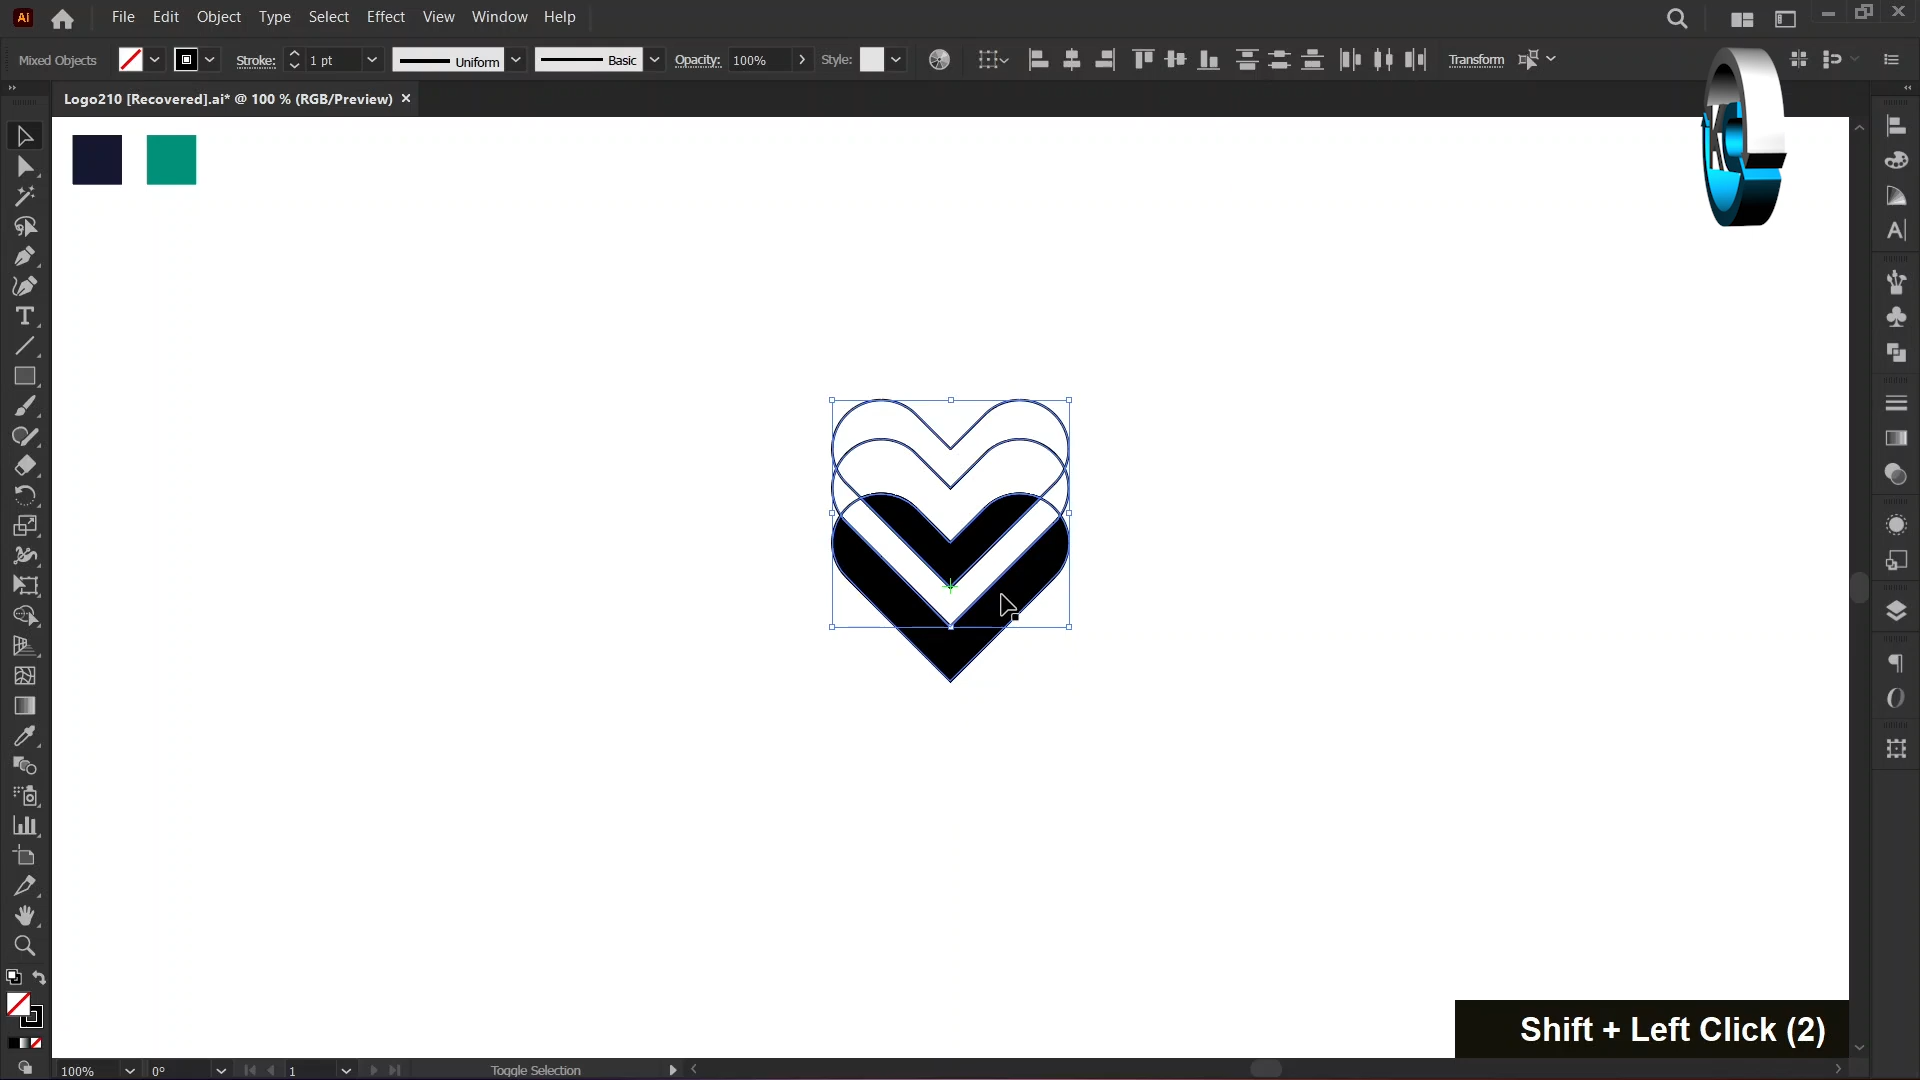 Ai File Edit Object Type Select Effect View Window Help
Mixed Objects Stroke: 1 pt Uniform Basic Opacity: 100% Style: Transform
Logo210 [Recovered].ai* @ 100 % (RGB/Preview) ×
Shift + Left Click (2)
100% 0° 1 Toggle Selection